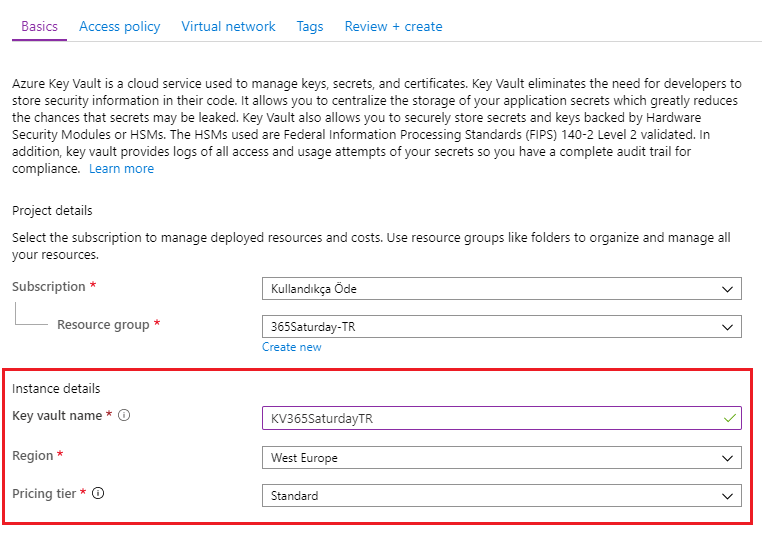 Basics Access policy Virtual network Tags Review + create
Azure Key Vault is a cloud service used to manage keys, secrets, and certificates. Key Vault eliminates the need for developers to
store security information in their code. It allows you to centralize the storage of your application secrets which greatly reduces
the chances that secrets may be leaked. Key Vault also allows you to securely store secrets and keys backed by Hardware
Security Modules or HSMs. The HSMs used are Federal Information Processing Standards (FIPS) 140-2 Level 2 validated. In
addition, key vault provides logs of all access and usage attempts of your secrets so you have a complete audit trail for
compliance. Learn more
Project details
Select the subscription to manage deployed resources and costs. Use resource groups like folders to organize and manage all
your resources.
Subscription * Kullandıkça Öde
Resource group * 365Saturday-TR
Create new
Instance details
Key vault name * KV365SaturdayTR
Region * West Europe
Pricing tier * Standard